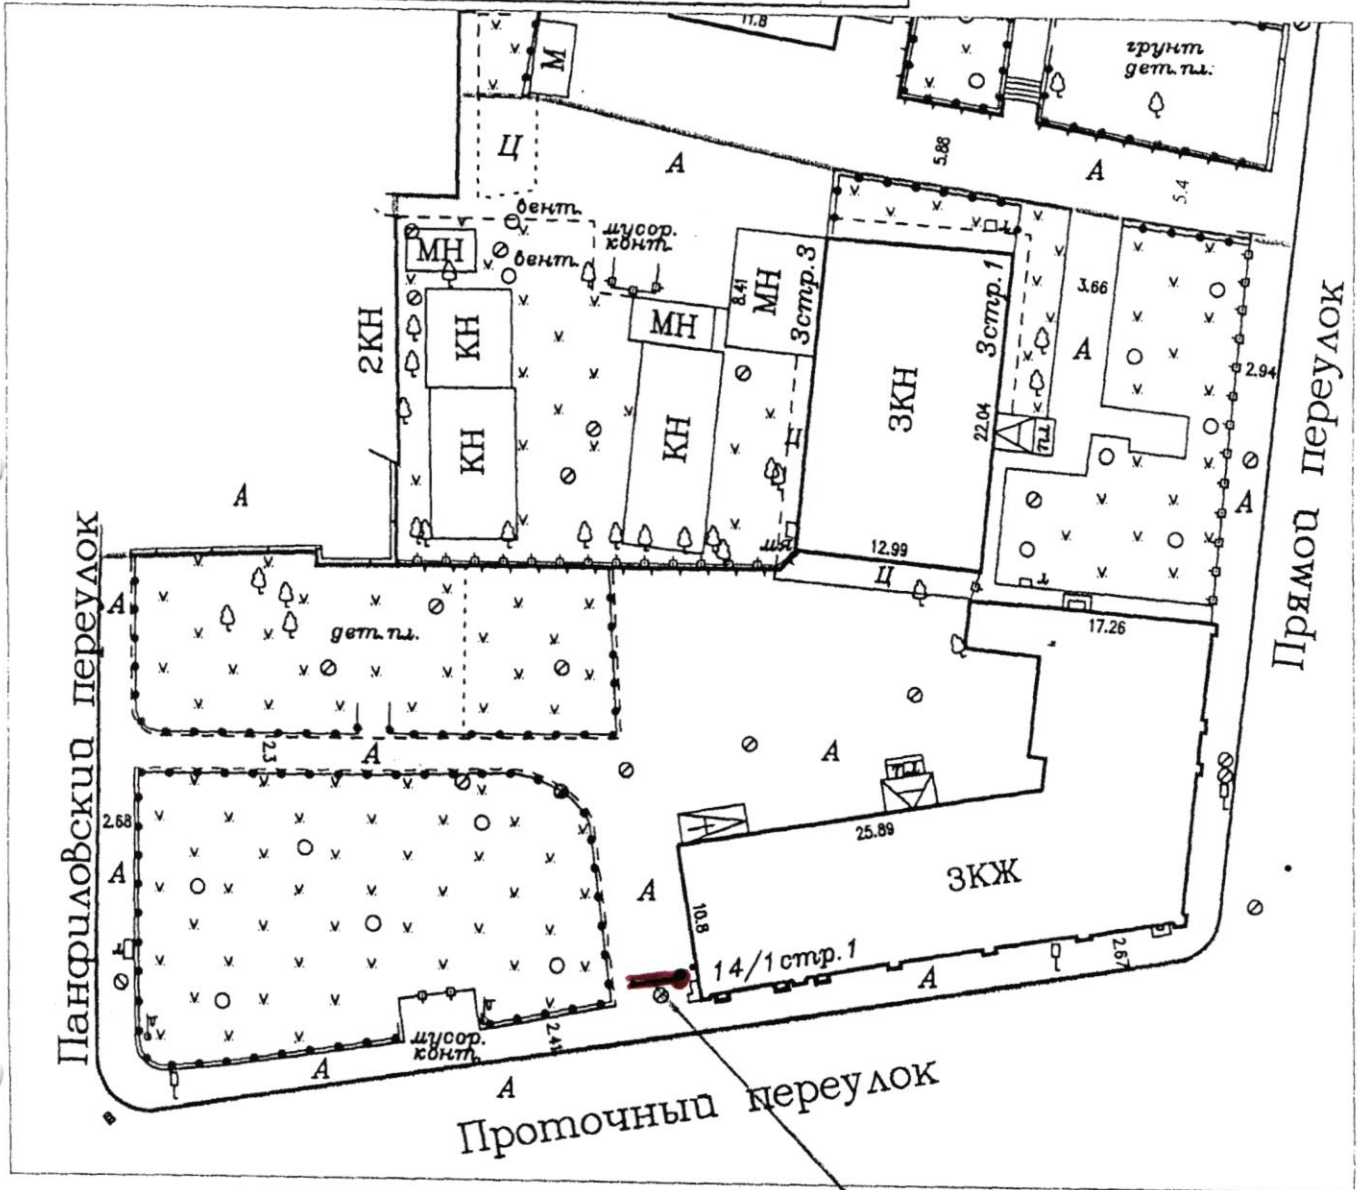 11.8
М
грунт
дет.пл.
Ц
А
5.88
А
5.4
вент.
мусор.
конт.
МН
вент.
МН
8.41
3стр.3
3стр.1
3.66
2КН
КН
МН
3КН
А
2.94
Прямой переулок
22.04
КН
КН
Ц
пл
А
А
12.99
Ц
17.26
А
дет.пл.
2.3
А
А
пл
Панфиловский переулок
2.68
А
25.89
3КЖ
А
10.8
14/1стр.1
2.67
А
мусор.
конт.
2.41
А
А
Проточный переулок